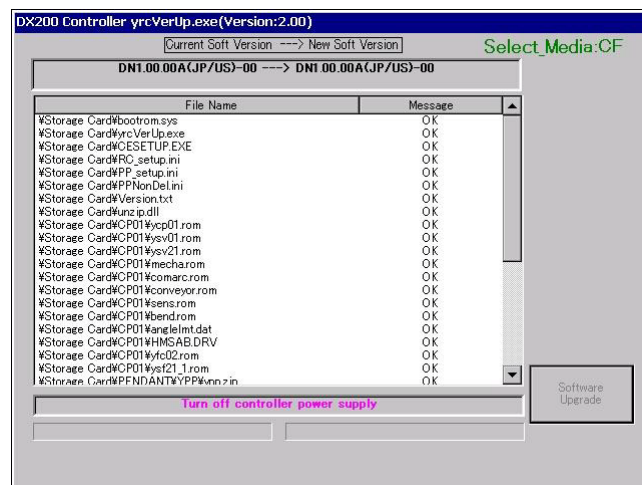 DX200 Controller yrcVerUp.exe(Version:2.00)
Current Soft Version ---> New Soft Version
Select_Media:CF
DN1.00.00A(JP/US)-00 ---> DN1.00.00A(JP/US)-00
File Name Message
¥Storage Card¥bootrom.sys OK
¥Storage Card¥yrcVerUp.exe OK
¥Storage Card¥CESETUP.EXE OK
¥Storage Card¥RC_setup.ini OK
¥Storage Card¥PP_setup.ini OK
¥Storage Card¥PPNonDel.ini OK
¥Storage Card¥Version.txt OK
¥Storage Card¥unzip.dll OK
¥Storage Card¥CP01¥ycp01.rom OK
¥Storage Card¥CP01¥ysv01.rom OK
¥Storage Card¥CP01¥ysv21.rom OK
¥Storage Card¥CP01¥mecha.rom OK
¥Storage Card¥CP01¥comarc.rom OK
¥Storage Card¥CP01¥conveyor.rom OK
¥Storage Card¥CP01¥sens.rom OK
¥Storage Card¥CP01¥bend.rom OK
¥Storage Card¥CP01¥anglelmt.dat OK
¥Storage Card¥CP01¥HMSAB.DRV OK
¥Storage Card¥CP01¥yfc02.rom OK
¥Storage Card¥CP01¥ysf21_1.rom OK
¥Storage Card¥PENDANT¥YPP¥ypp.zip OK
Turn off controller power supply
Software
Upgrade